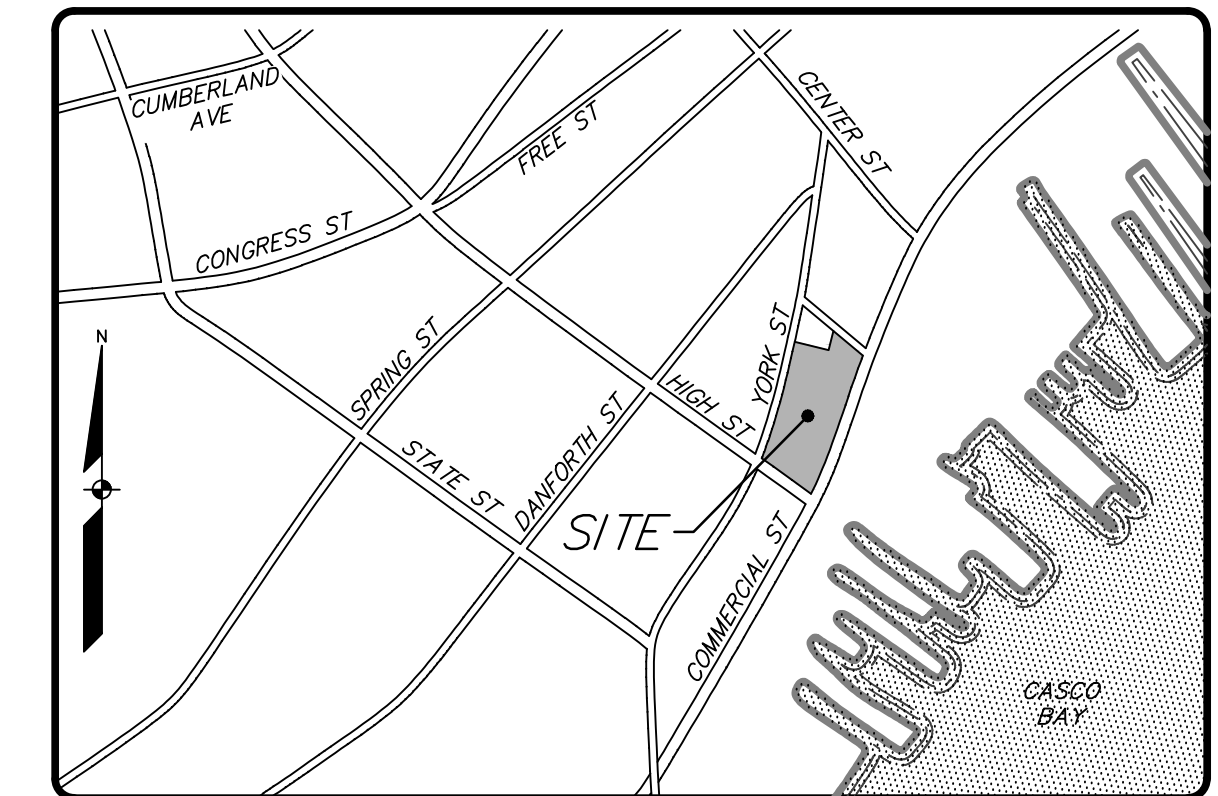 CUMBERLAND
AVE
FREE ST
CENTER ST
CONGRESS ST
N
SPRING ST
YORK ST
HIGH ST
STATE ST
DANFORTH ST
SITE
COMMERCIAL ST
CASCO
BAY